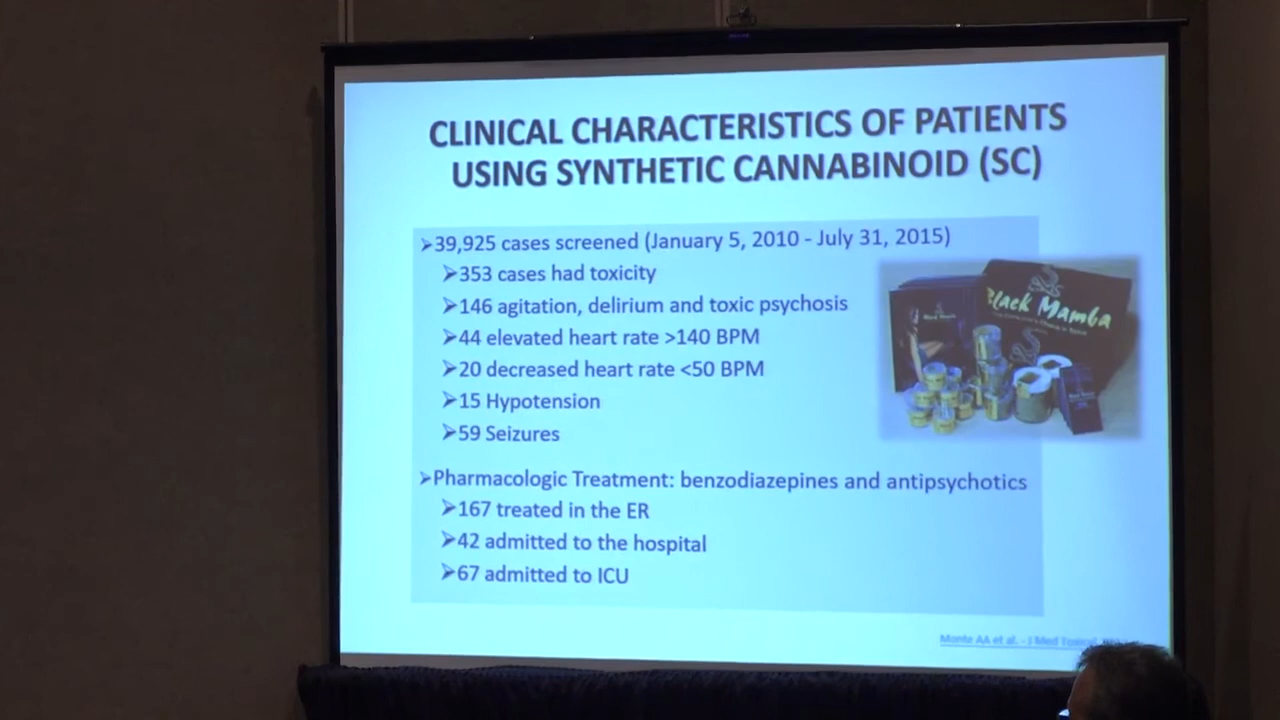 CLINICAL CHARACTERISTICS OF PATIENTS
USING SYNTHETIC CANNABINOID (SC)
➢39,925 cases screened (January 5, 2010 - July 31, 2015)
➢353 cases had toxicity
➢146 agitation, delirium and toxic psychosis
➢44 elevated heart rate >140 BPM
➢20 decreased heart rate <50 BPM
➢15 Hypotension
➢59 Seizures
Black Mamba
➢Pharmacologic Treatment: benzodiazepines and antipsychotics
➢167 treated in the ER
➢42 admitted to the hospital
➢67 admitted to ICU
Monte AA et al. - J Med Toxicol.